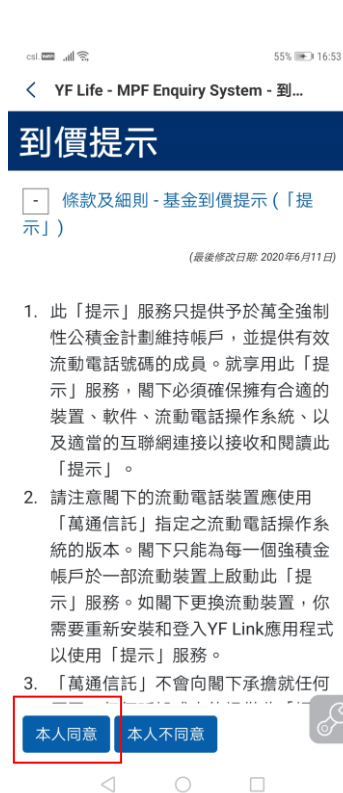 csl. 55% 16:53
YF Life - MPF Enquiry System - 到...
到價提示
- 條款及細則 - 基金到價提示 (「提
示」)
(最後修改日期: 2020年6月11日)
1. 此「提示」服務只提供予於萬全強制
性公積金計劃維持帳戶，並提供有效
流動電話號碼的成員。就享用此「提
示」服務，閣下必須確保擁有合適的
裝置、軟件、流動電話操作系統、以
及適當的互聯網連接以接收和閱讀此
「提示」。
2. 請注意閣下的流動電話裝置應使用
「萬通信託」指定之流動電話操作系
統的版本。閣下只能為每一個強積金
帳戶於一部流動裝置上啟動此「提
示」服務。如閣下更換流動裝置，你
需要重新安裝和登入YF Link應用程式
以使用「提示」服務。
3. 「萬通信託」不會向閣下承擔就任何
本人同意 本人不同意